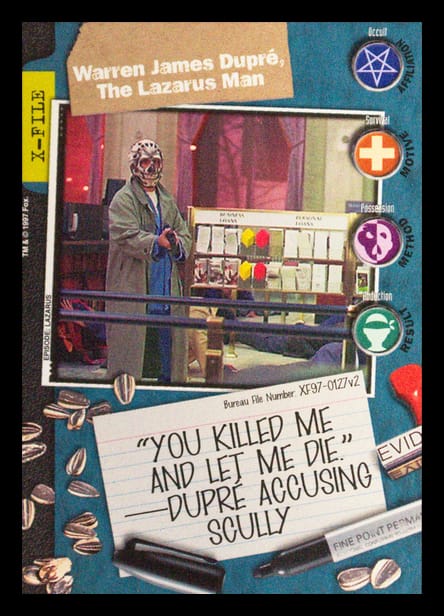 Warren James Dupré,
The Lazarus Man
X-FILE
TM & © 1997 Fox.
EPISODE: LAZARUS
Occult
AFFILIATION
Survival
MOTIVE
Possession
METHOD
Abduction
RESULT
BUSINESS
LOANS
PERSONAL
LOANS
Bureau File Number: XF97-0127v2
"YOU KILLED ME
AND LET ME DIE."
—DUPRÉ ACCUSING
SCULLY
EVID
FINE POINT PERMA